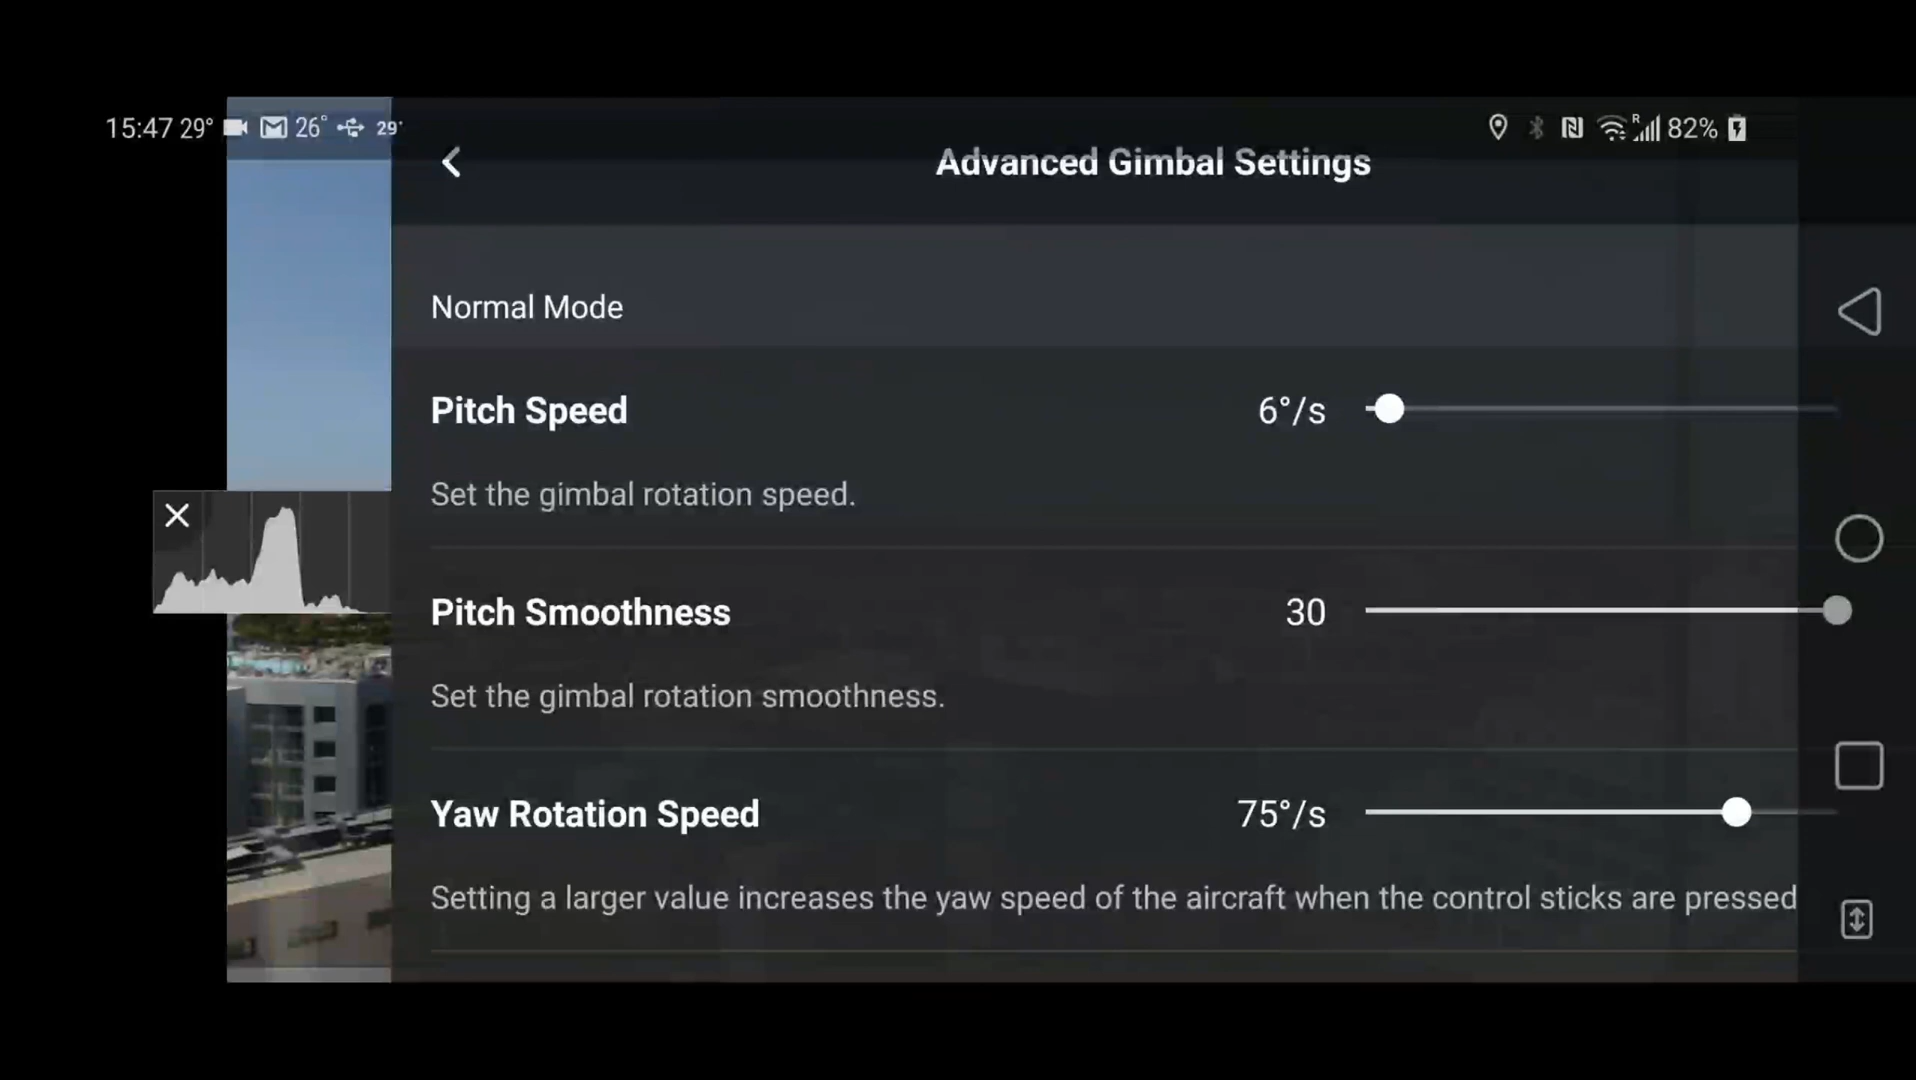 15:47 29° 26° 29° R 82%
Advanced Gimbal Settings
Normal Mode
Pitch Speed 6°/s
Set the gimbal rotation speed.
Pitch Smoothness 30
Set the gimbal rotation smoothness.
Yaw Rotation Speed 75°/s
Setting a larger value increases the yaw speed of the aircraft when the control sticks are pressed